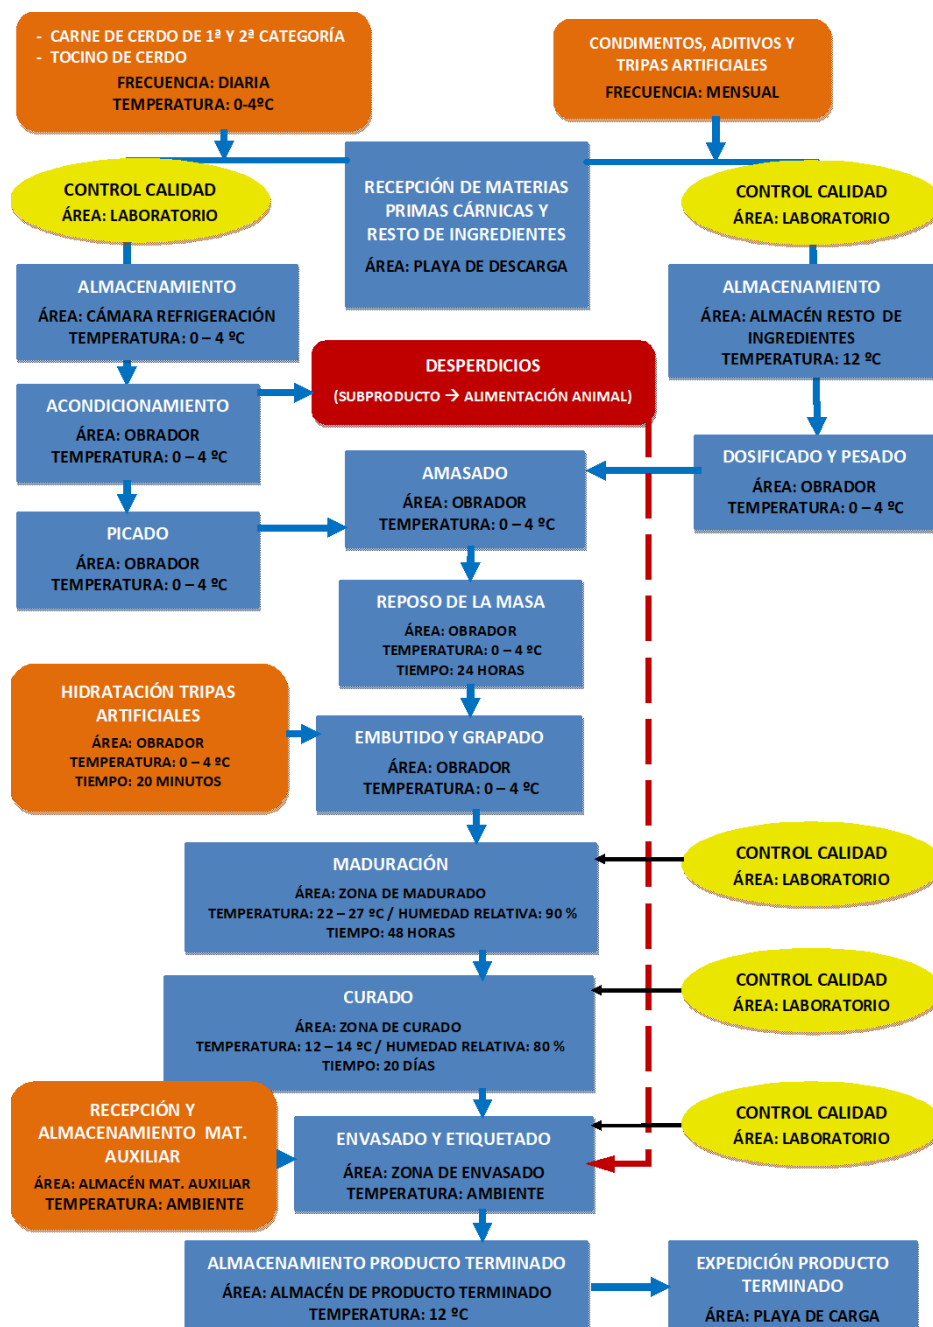 - CARNE DE CERDO DE 1ª Y 2ª CATEGORÍA
- TOCINO DE CERDO
FRECUENCIA: DIARIA
TEMPERATURA: 0-4ºC
CONDIMENTOS, ADITIVOS Y
TRIPAS ARTIFICIALES
FRECUENCIA: MENSUAL
CONTROL CALIDAD
ÁREA: LABORATORIO
RECEPCIÓN DE MATERIAS
PRIMAS CÁRNICAS Y
RESTO DE INGREDIENTES
ÁREA: PLAYA DE DESCARGA
CONTROL CALIDAD
ÁREA: LABORATORIO
ALMACENAMIENTO
ÁREA: CÁMARA REFRIGERACIÓN
TEMPERATURA: 0 – 4 ºC
ALMACENAMIENTO
ÁREA: ALMACÉN RESTO DE
INGREDIENTES
TEMPERATURA: 12 ºC
DESPERDICIOS
(SUBPRODUCTO → ALIMENTACIÓN ANIMAL)
ACONDICIONAMIENTO
ÁREA: OBRADOR
TEMPERATURA: 0 – 4 ºC
AMASADO
ÁREA: OBRADOR
TEMPERATURA: 0 – 4 ºC
DOSIFICADO Y PESADO
ÁREA: OBRADOR
TEMPERATURA: 0 – 4 ºC
PICADO
ÁREA: OBRADOR
TEMPERATURA: 0 – 4 ºC
REPOSO DE LA MASA
ÁREA: OBRADOR
TEMPERATURA: 0 – 4 ºC
TIEMPO: 24 HORAS
HIDRATACIÓN TRIPAS
ARTIFICIALES
ÁREA: OBRADOR
TEMPERATURA: 0 – 4 ºC
TIEMPO: 20 MINUTOS
EMBUTIDO Y GRAPADO
ÁREA: OBRADOR
TEMPERATURA: 0 – 4 ºC
MADURACIÓN
ÁREA: ZONA DE MADURADO
TEMPERATURA: 22 – 27 ºC / HUMEDAD RELATIVA: 90 %
TIEMPO: 48 HORAS
CONTROL CALIDAD
ÁREA: LABORATORIO
CURADO
ÁREA: ZONA DE CURADO
TEMPERATURA: 12 – 14 ºC / HUMEDAD RELATIVA: 80 %
TIEMPO: 20 DÍAS
CONTROL CALIDAD
ÁREA: LABORATORIO
RECEPCIÓN Y
ALMACENAMIENTO MAT.
AUXILIAR
ÁREA: ALMACÉN MAT. AUXILIAR
TEMPERATURA: AMBIENTE
ENVASADO Y ETIQUETADO
ÁREA: ZONA DE ENVASADO
TEMPERATURA: AMBIENTE
CONTROL CALIDAD
ÁREA: LABORATORIO
ALMACENAMIENTO PRODUCTO TERMINADO
ÁREA: ALMACÉN DE PRODUCTO TERMINADO
TEMPERATURA: 12 ºC
EXPEDICIÓN PRODUCTO
TERMINADO
ÁREA: PLAYA DE CARGA